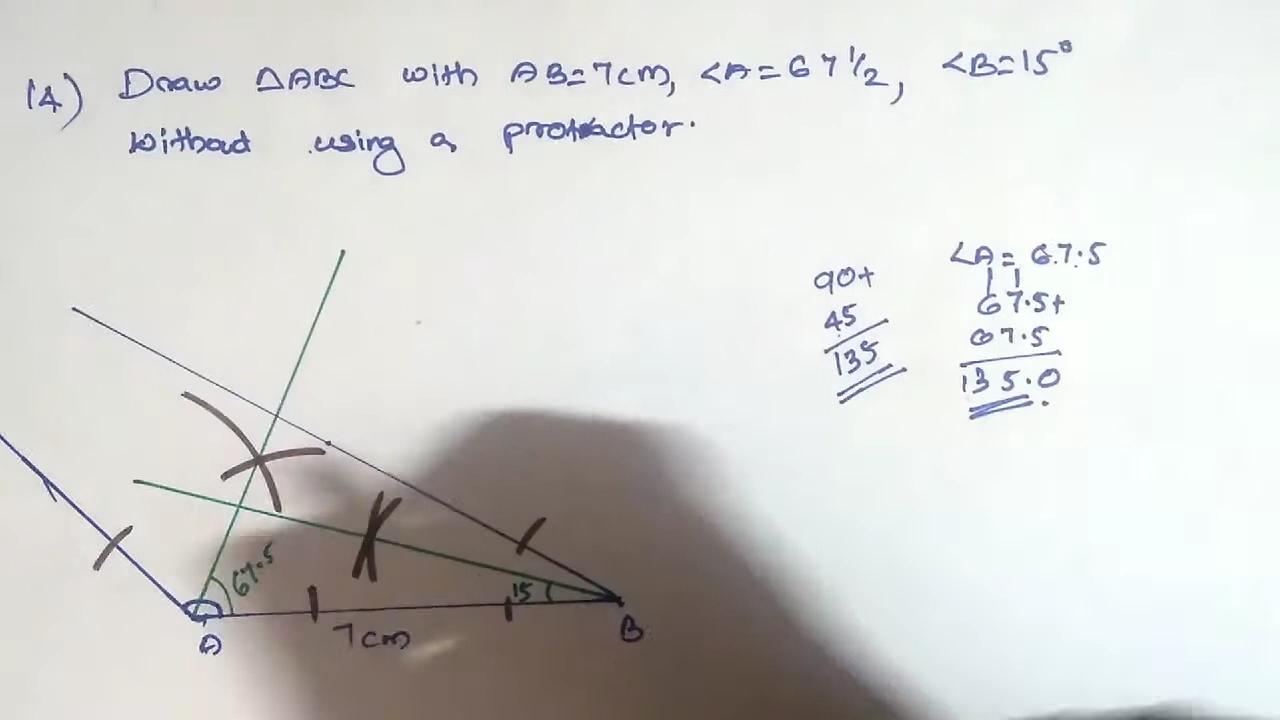 14) Draw △ABC with AB=7cm, <A=67½, <B=15°
without using a protractor.
90+
45
135
<A = 67.5
67.5+
67.5
135.0
67.5
15
A
7cm
B